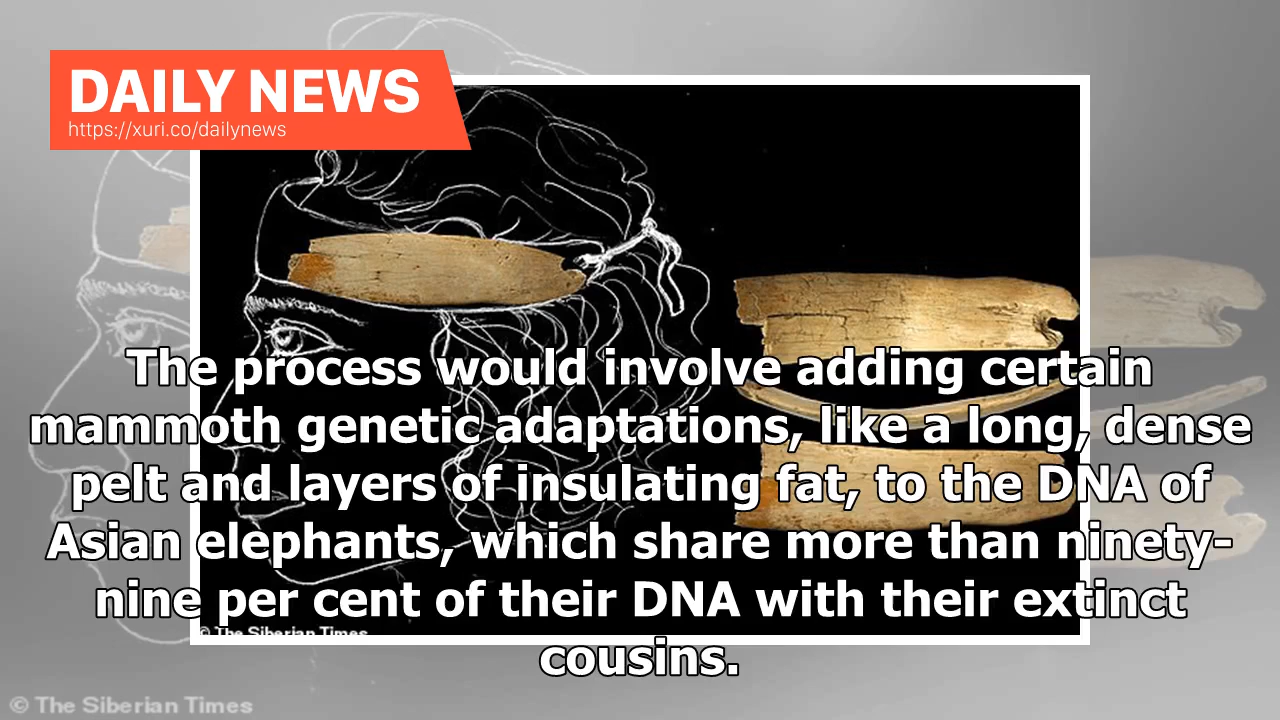 DAILY NEWS
https://xuri.co/dailynews
The process would involve adding certain
mammoth genetic adaptations, like a long, dense
pelt and layers of insulating fat, to the DNA of
Asian elephants, which share more than ninety-
nine per cent of their DNA with their extinct
cousins.
© The Siberian Times
© The Siberian Times